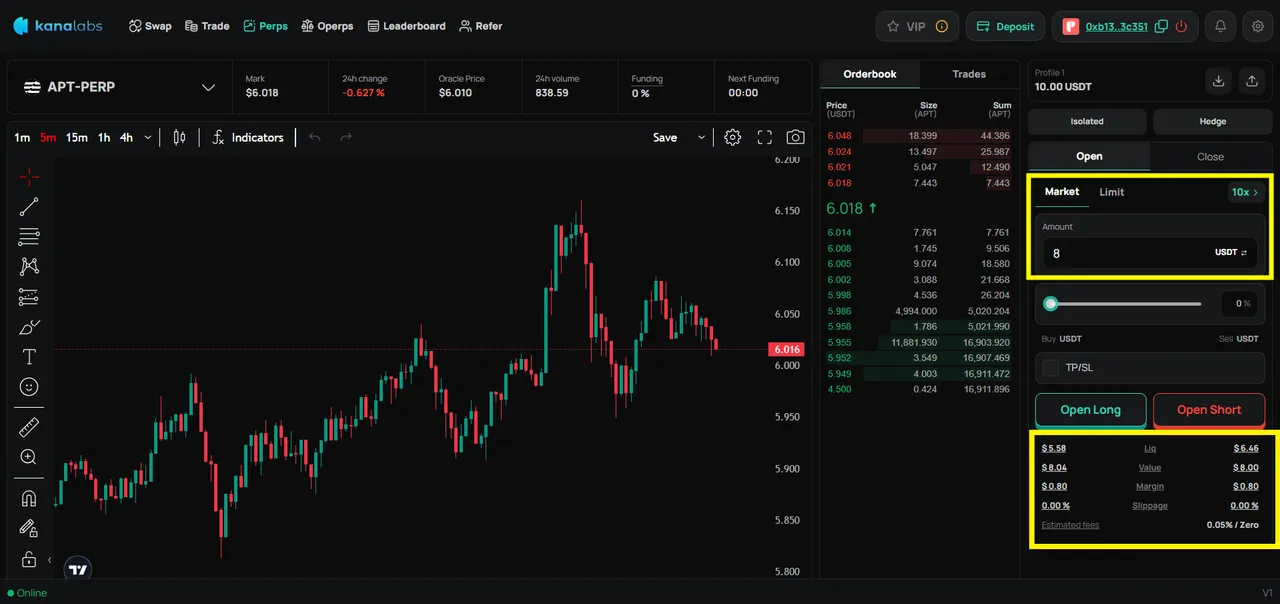 kanalabs Swap Trade Perps Operps Leaderboard Refer VIP Deposit 0xb13..3c351
APT-PERP
Mark
$6.018
24h change
-0.627 %
Oracle Price
$6.010
24h volume
838.59
Funding
0 %
Next Funding
00:00
1m 5m 15m 1h 4h Indicators Save
6.200
6.150
6.100
6.050
6.016
6.000
5.950
5.900
5.850
5.800
Orderbook Trades
Price (USDT) Size (APT) Sum (APT)
6.048 18.399 44.386
6.024 13.497 25.987
6.021 5.047 12.490
6.018 7.443 7.443
6.018 ↑
6.014 7.761 7.761
6.008 1.745 9.506
6.005 9.074 18.580
6.002 3.088 21.668
5.998 4.536 26.204
5.986 4,994.000 5,020.204
5.958 1.786 5,021.990
5.955 11,881.930 16,903.920
5.952 3.549 16,907.469
5.949 4.003 16,911.472
4.500 0.424 16,911.896
Profile 1
10.00 USDT
Isolated Hedge
Open Close
Market Limit 10x >
Amount
8 USDT
0 %
Buy USDT Sell USDT
TP/SL
Open Long Open Short
$ 5.58 Liq $ 6.46
$ 8.04 Value $ 8.00
$ 0.80 Margin $ 0.80
0.00 % Slippage 0.00 %
Estimated fees 0.05% / Zero
Online V1